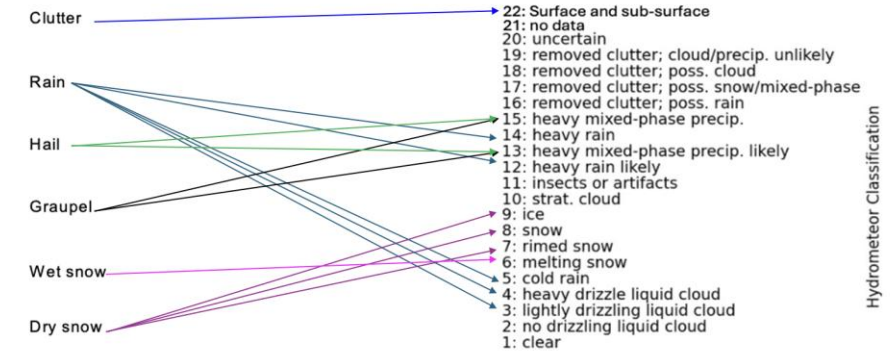 Clutter
Rain
Hail
Graupel
Wet snow
Dry snow
22: Surface and sub-surface
21: no data
20: uncertain
19: removed clutter; cloud/precip. unlikely
18: removed clutter; poss. cloud
17: removed clutter; poss. snow/mixed-phase
16: removed clutter; poss. rain
15: heavy mixed-phase precip.
14: heavy rain
13: heavy mixed-phase precip. likely
12: heavy rain likely
11: insects or artifacts
10: strat. cloud
9: ice
8: snow
7: rimed snow
6: melting snow
5: cold rain
4: heavy drizzle liquid cloud
3: lightly drizzling liquid cloud
2: no drizzling liquid cloud
1: clear
Hydrometeor Classification